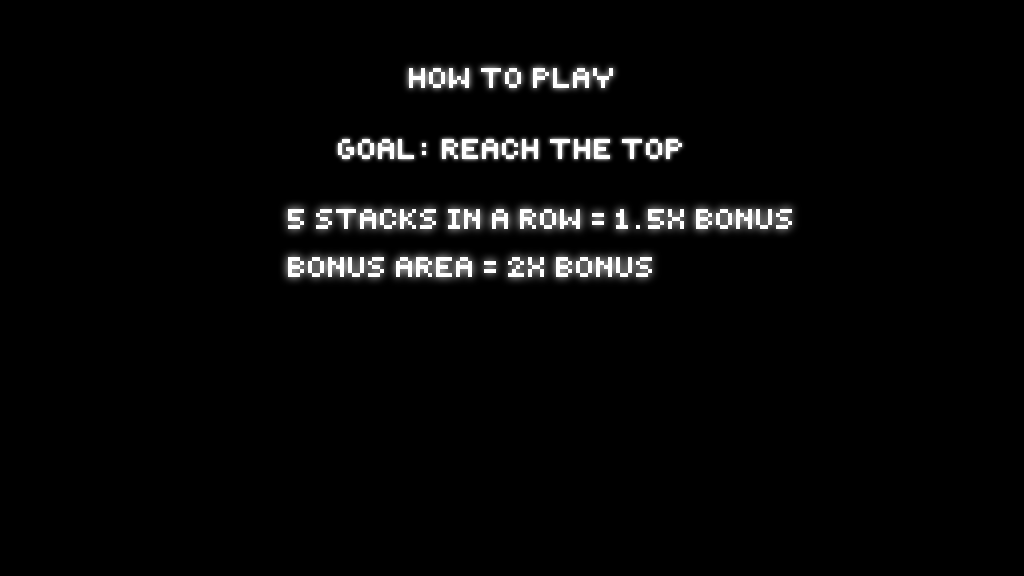 HOW TO PLAY
GOAL: REACH THE TOP
5 STACKS IN A ROW = 1.5X BONUS
BONUS AREA = 2X BONUS